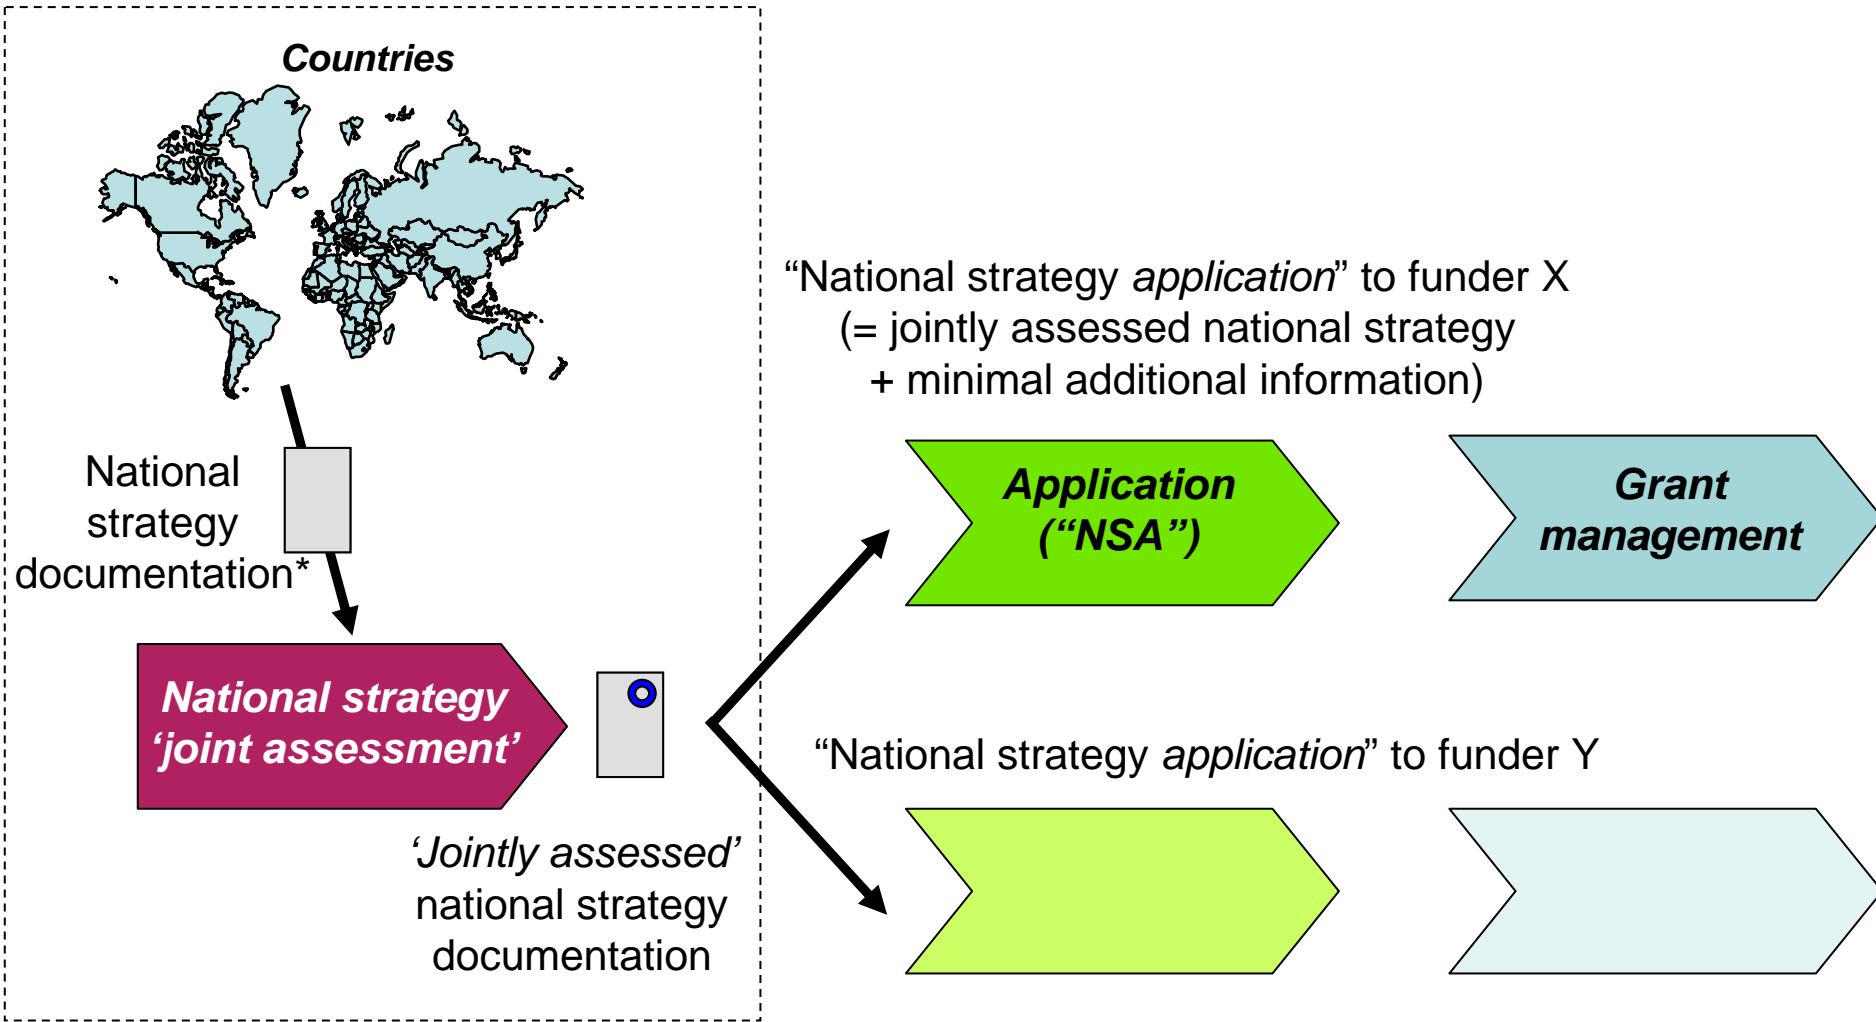 Countries
National
strategy
documentation*
National strategy
‘joint assessment’
‘Jointly assessed’
national strategy
documentation
“National strategy application” to funder X
(= jointly assessed national strategy
+ minimal additional information)
Application
(“NSA”)
Grant
management
“National strategy application” to funder Y